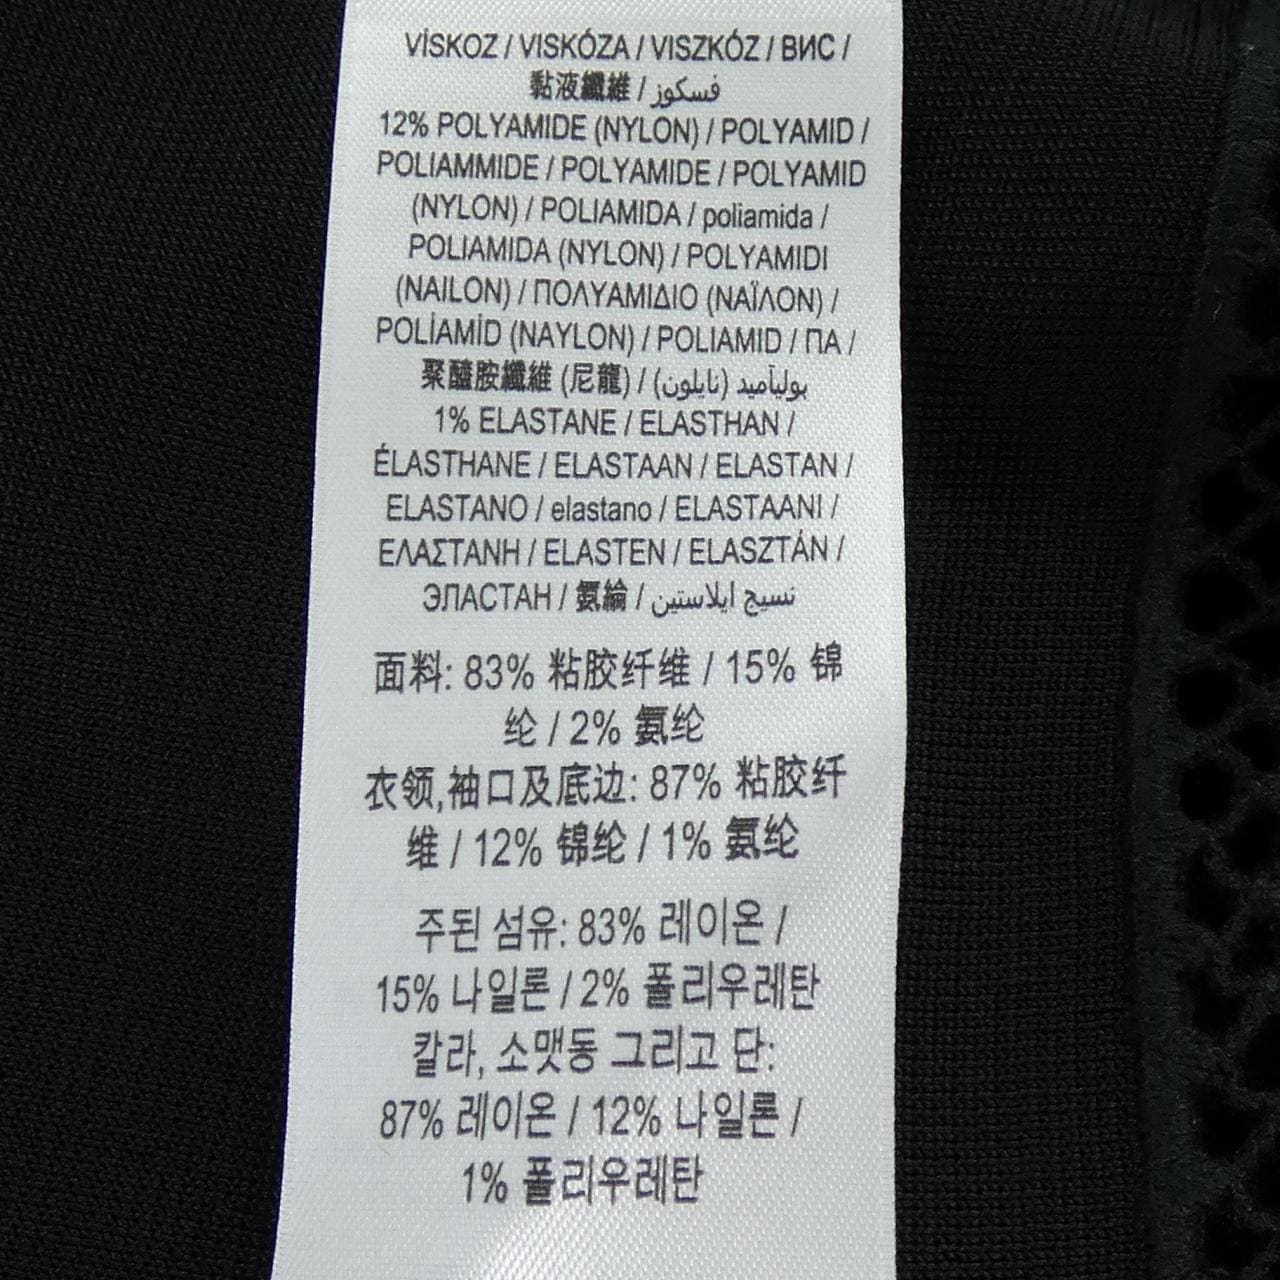 VİSKOZ / VISKÓZA / VISZKÓZ / ВИС /
黏液纖維 / فسكوز
12% POLYAMIDE (NYLON) / POLYAMID /
POLIAMMIDE / POLYAMIDE / POLYAMID
(NYLON) / POLIAMIDA / poliamida /
POLIAMIDA (NYLON) / POLYAMIDI
(NAILON) / ΠΟΛΥΑΜΙΔΙΟ (ΝΑΪΛΟΝ) /
POLİAMİD (NAYLON) / POLIAMID / ПА /
聚醯胺纖維 (尼龍) / بوليآميد (نايلون)
1% ELASTANE / ELASTHAN /
ÉLASTHANE / ELASTAAN / ELASTAN /
ELASTANO / elastano / ELASTAANI /
ΕΛΑΣΤΑΝΗ / ELASTEN / ELASZTÁN /
ЭЛАСТАН / 氨綸 / نسيج ايلاستين
面料: 83% 粘胶纤维 / 15% 锦
纶 / 2% 氨纶
衣领,袖口及底边: 87% 粘胶纤
维 / 12% 锦纶 / 1% 氨纶
주된 섬유: 83% 레이온 /
15% 나일론 / 2% 폴리우레탄
칼라, 소맷동 그리고 단:
87% 레이온 / 12% 나일론 /
1% 폴리우레탄